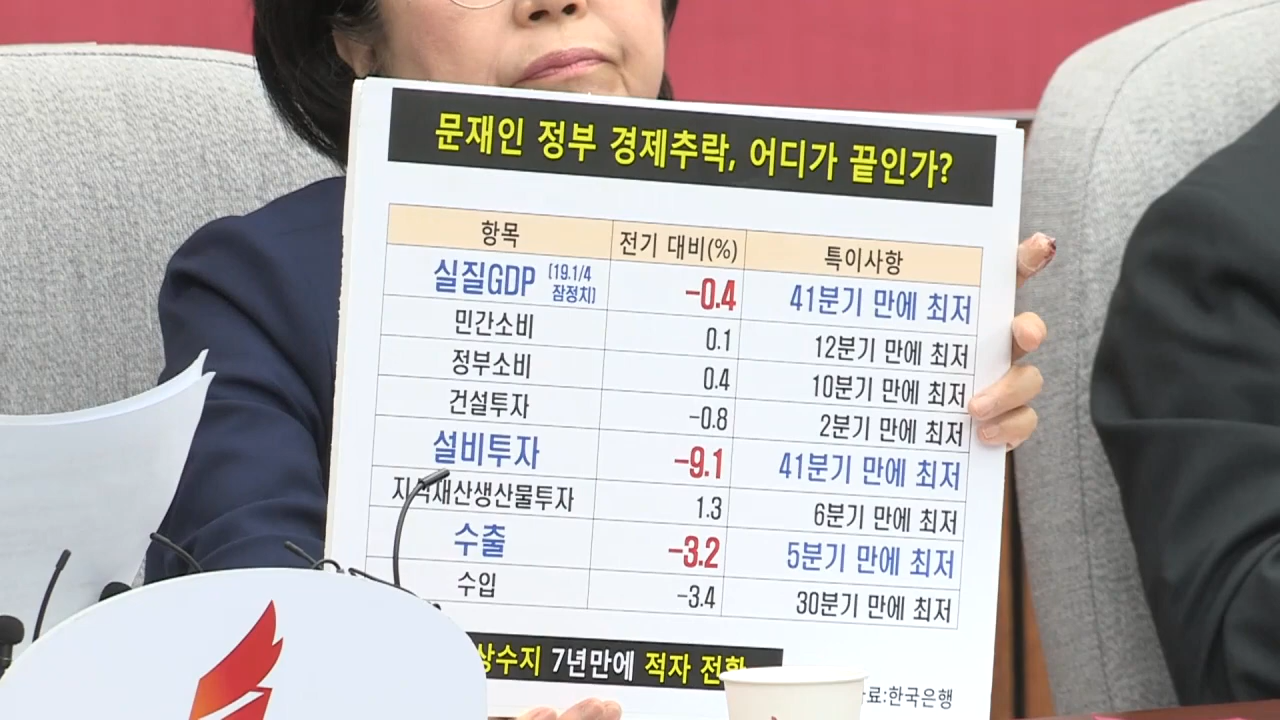 문재인 정부 경제추락, 어디가 끝인가?
항목 전기 대비(%) 특이사항
실질GDP (19.1/4 잠정치) -0.4 41분기 만에 최저
민간소비 0.1 12분기 만에 최저
정부소비 0.4 10분기 만에 최저
건설투자 -0.8 2분기 만에 최저
설비투자 -9.1 41분기 만에 최저
지식재산생산물투자 1.3 6분기 만에 최저
수출 -3.2 5분기 만에 최저
수입 -3.4 30분기 만에 최저
상수지 7년만에 적자 전환
료:한국은행